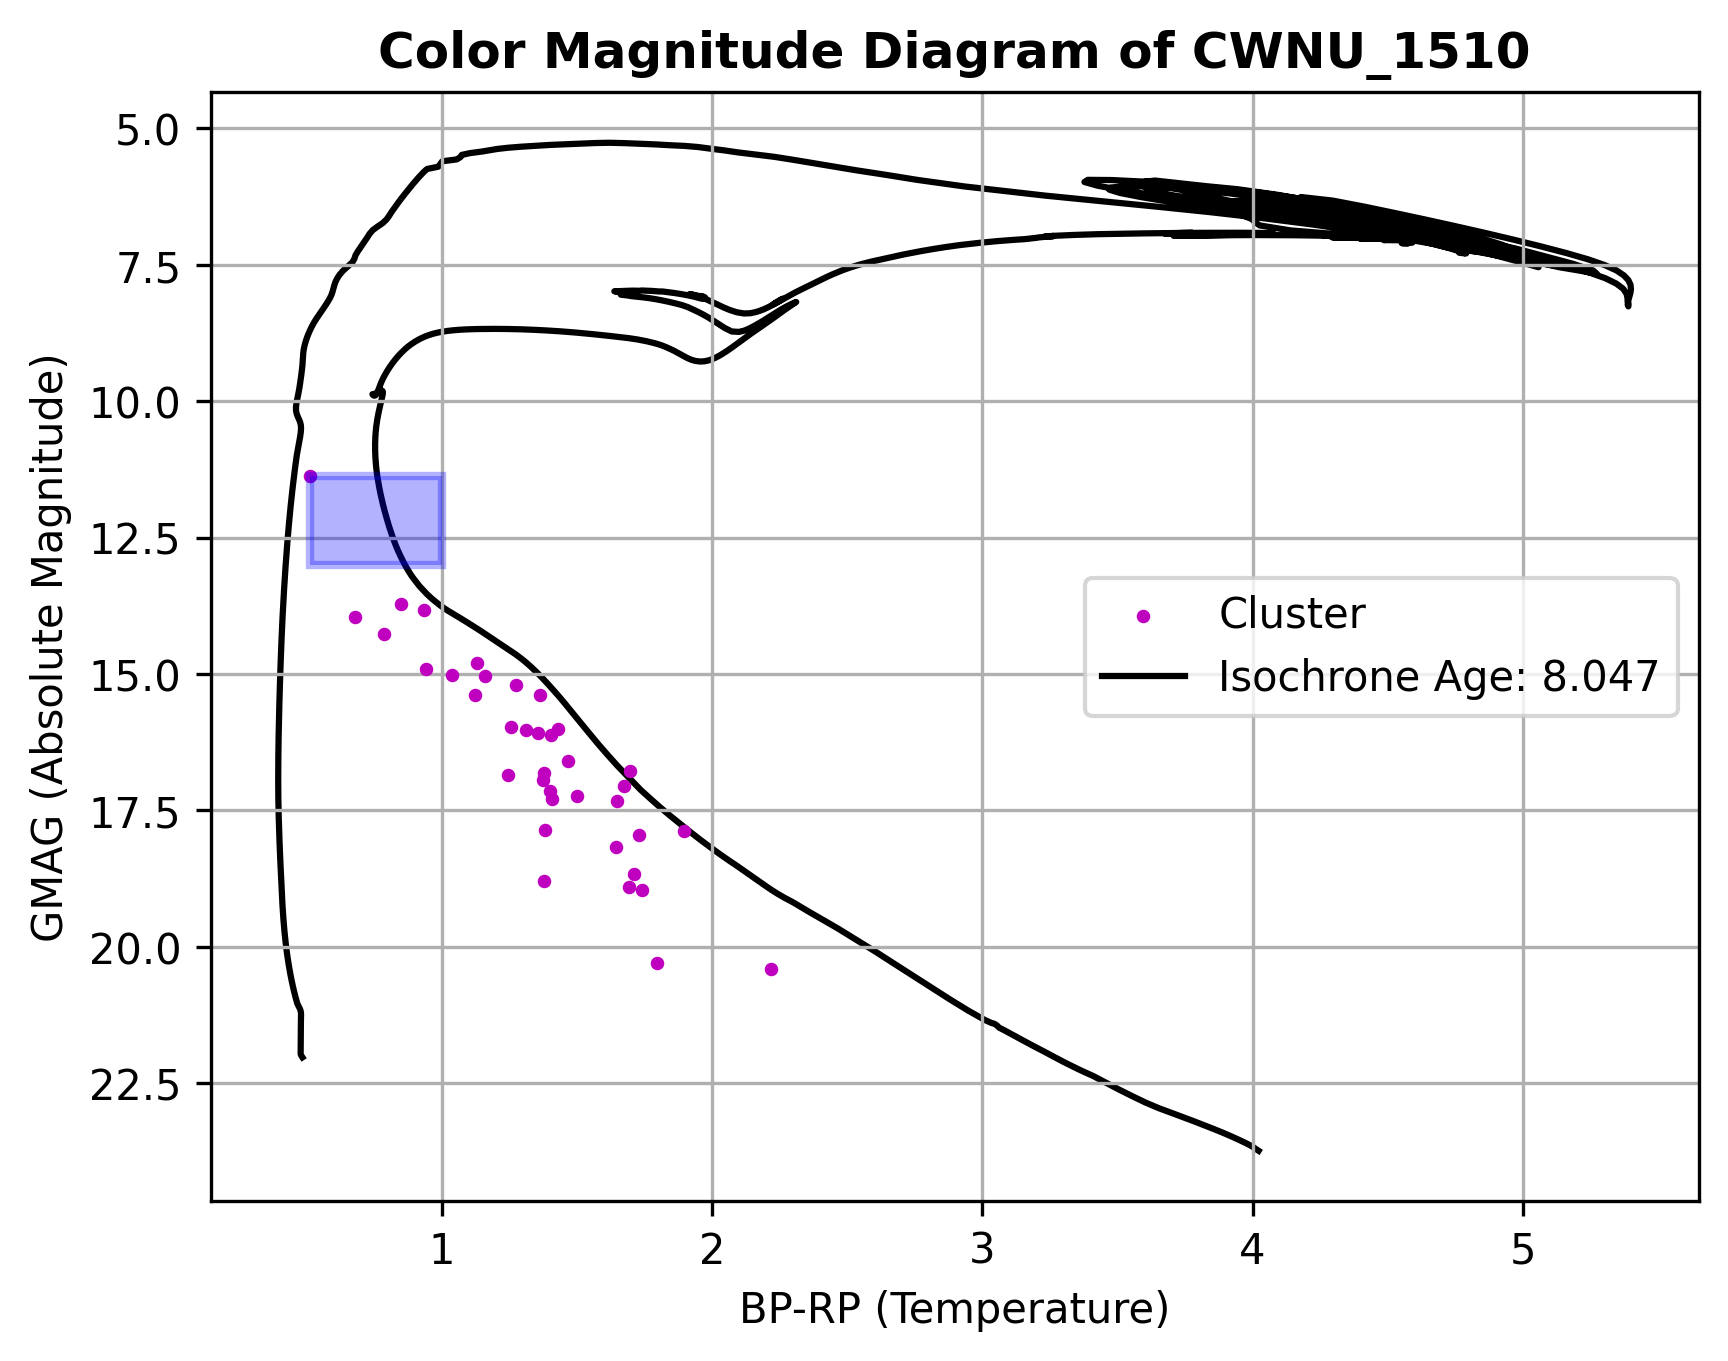 Color Magnitude Diagram of CWNU_1510
GMAG (Absolute Magnitude)
5.0
7.5
10.0
12.5
15.0
17.5
20.0
22.5
Cluster
Isochrone Age: 8.047
1 2 3 4 5
BP-RP (Temperature)